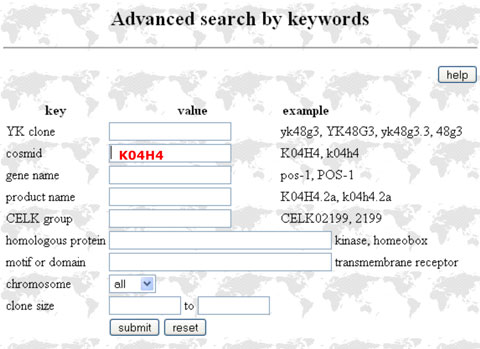 Advanced search by keywords
help
key value example
YK clone yk48g3, YK48G3, yk48g3.3, 48g3
cosmid K04H4 K04H4, k04h4
gene name pos-1, POS-1
product name K04H4.2a, k04h4.2a
CELK group CELK02199, 2199
homologous protein kinase, homeobox
motif or domain transmembrane receptor
chromosome all
clone size to
submit reset